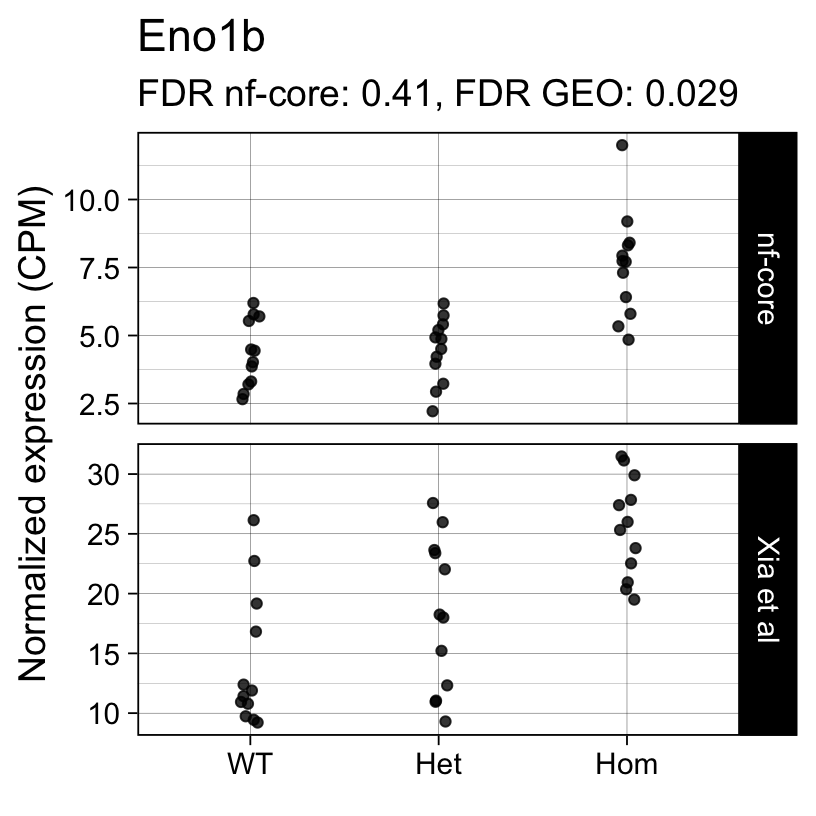 Eno1b
FDR nf-core: 0.41, FDR GEO: 0.029
Normalized expression (CPM)
10.0
7.5
5.0
2.5
nf-core
30
25
20
15
10
Xia et al
WT Het Hom